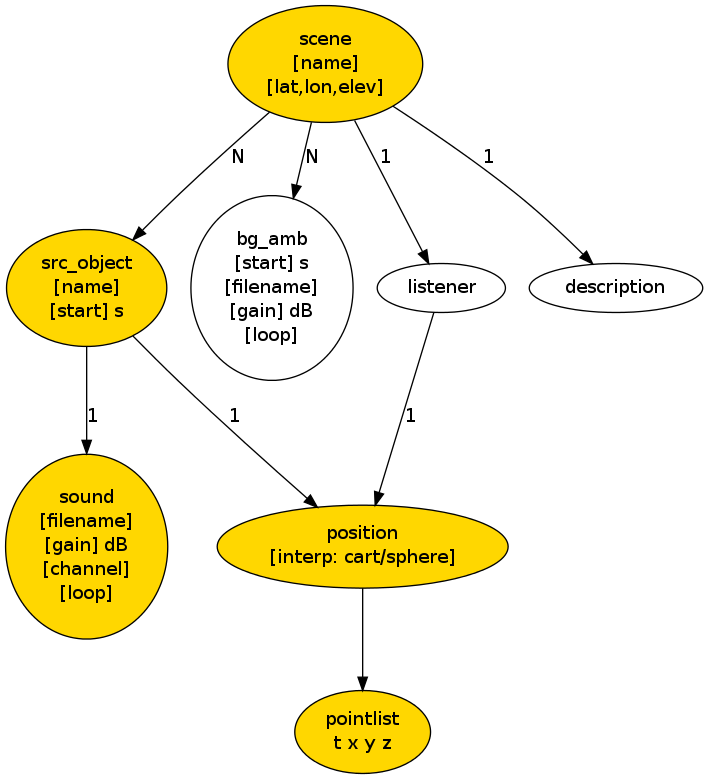 scene
[name]
[lat,lon,elev]
N
N
1
1
src_object
[name]
[start] s
bg_amb
[start] s
[filename]
[gain] dB
[loop]
listener
description
1
1
1
sound
[filename]
[gain] dB
[channel]
[loop]
position
[interp: cart/sphere]
pointlist
t x y z